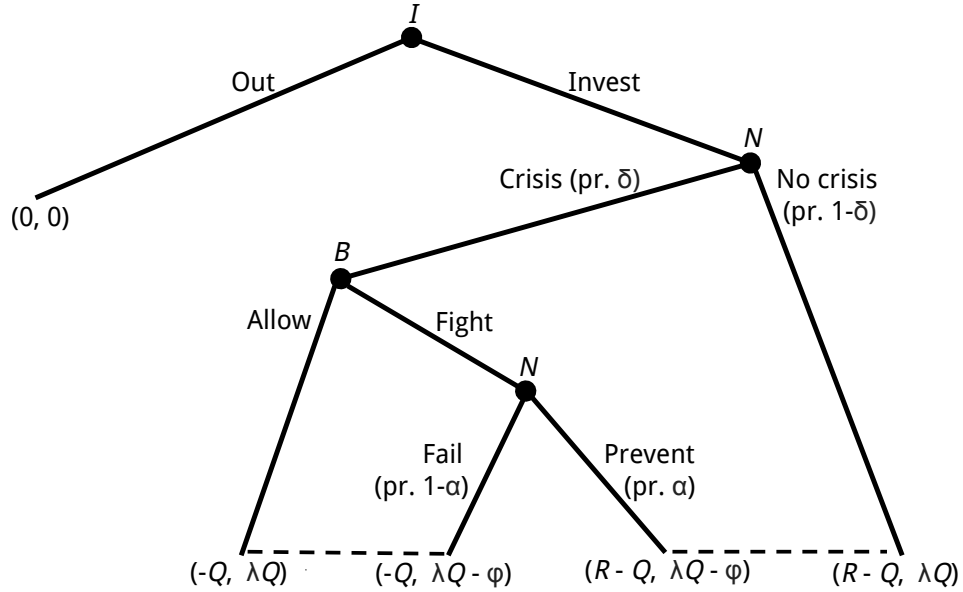 I
Out
Invest
N
Crisis (pr. δ)
No crisis
(pr. 1-δ)
(0, 0)
B
Allow
Fight
N
Fail
(pr. 1-α)
Prevent
(pr. α)
(-Q, λQ)
(-Q, λQ - φ)
(R - Q, λQ - φ)
(R - Q, λQ)